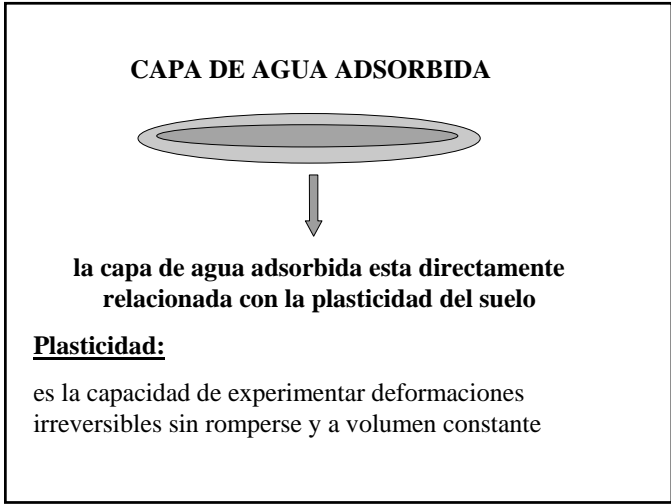 CAPA DE AGUA ADSORBIDA
la capa de agua adsorbida esta directamente
relacionada con la plasticidad del suelo
Plasticidad:
es la capacidad de experimentar deformaciones
irreversibles sin romperse y a volumen constante